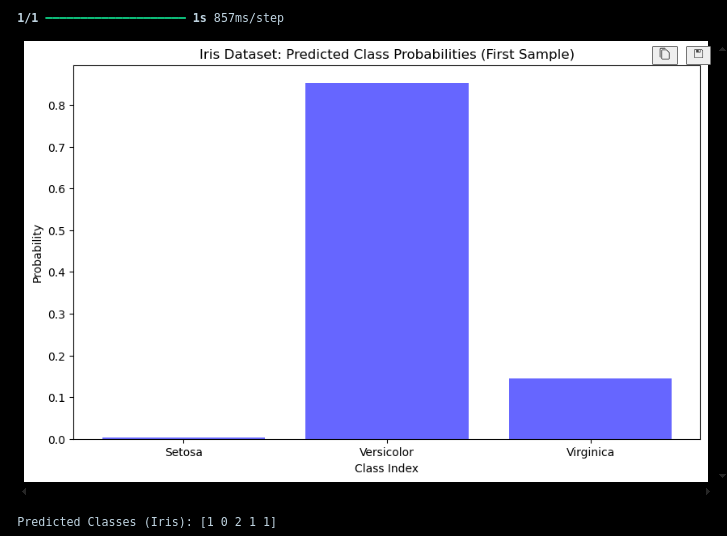 1/1 ━━━━━━━━━━━━━━━━━━━━ 1s 857ms/step
Iris Dataset: Predicted Class Probabilities (First Sample)
0.8
0.7
0.6
0.5
0.4
0.3
0.2
0.1
0.0
Probability
Setosa Versicolor Virginica
Class Index
Predicted Classes (Iris): [1 0 2 1 1]